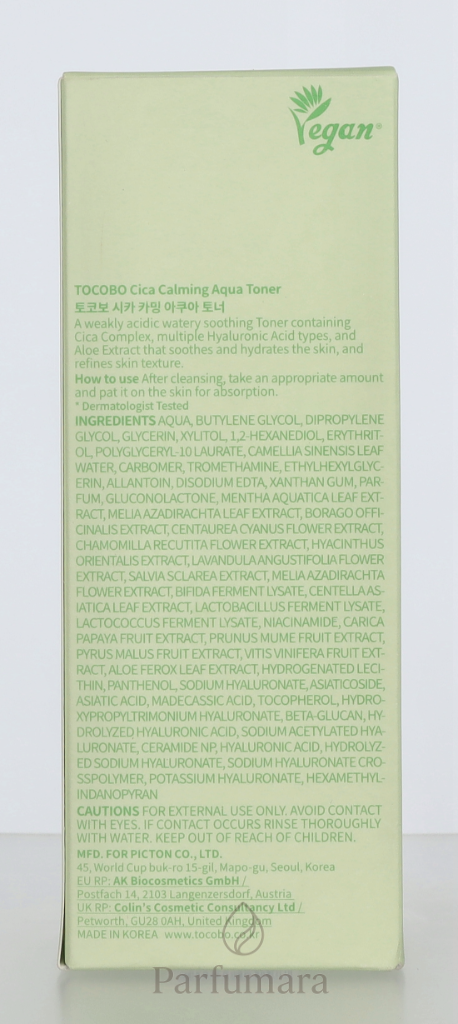 Vegan®
TOCOBO Cica Calming Aqua Toner
토코보 시카 카밍 아쿠아 토너
A weakly acidic watery soothing Toner containing
Cica Complex, multiple Hyaluronic Acid types, and
Aloe Extract that soothes and hydrates the skin, and
refines skin texture.
How to use After cleansing, take an appropriate amount
and pat it on the skin for absorption.
* Dermatologist Tested
INGREDIENTS AQUA, BUTYLENE GLYCOL, DIPROPYLENE
GLYCOL, GLYCERIN, XYLITOL, 1,2-HEXANEDIOL, ERYTHRIT-
OL, POLYGLYCERYL-10 LAURATE, CAMELLIA SINENSIS LEAF
WATER, CARBOMER, TROMETHAMINE, ETHYLHEXYLGLYC-
ERIN, ALLANTOIN, DISODIUM EDTA, XANTHAN GUM, PAR-
FUM, GLUCONOLACTONE, MENTHA AQUATICA LEAF EXT-
RACT, MELIA AZADIRACHTA LEAF EXTRACT, BORAGO OFFI-
CINALIS EXTRACT, CENTAUREA CYANUS FLOWER EXTRACT,
CHAMOMILLA RECUTITA FLOWER EXTRACT, HYACINTHUS
ORIENTALIS EXTRACT, LAVANDULA ANGUSTIFOLIA FLOWER
EXTRACT, SALVIA SCLAREA EXTRACT, MELIA AZADIRACHTA
FLOWER EXTRACT, BIFIDA FERMENT LYSATE, CENTELLA AS-
IATICA LEAF EXTRACT, LACTOBACILLUS FERMENT LYSATE,
LACTOCOCCUS FERMENT LYSATE, NIACINAMIDE, CARICA
PAPAYA FRUIT EXTRACT, PRUNUS MUME FRUIT EXTRACT,
PYRUS MALUS FRUIT EXTRACT, VITIS VINIFERA FRUIT EXT-
RACT, ALOE FEROX LEAF EXTRACT, HYDROGENATED LECI-
THIN, PANTHENOL, SODIUM HYALURONATE, ASIATICOSIDE,
ASIATIC ACID, MADECASSIC ACID, TOCOPHEROL, HYDRO-
XYPROPYLTRIMONIUM HYALURONATE, BETA-GLUCAN, HY-
DROLYZED HYALURONIC ACID, SODIUM ACETYLATED HYA-
LURONATE, CERAMIDE NP, HYALURONIC ACID, HYDROLYZ-
ED SODIUM HYALURONATE, SODIUM HYALURONATE CRO-
SSPOLYMER, POTASSIUM HYALURONATE, HEXAMETHYL-
INDANOPYRAN
CAUTIONS FOR EXTERNAL USE ONLY. AVOID CONTACT
WITH EYES. IF CONTACT OCCURS RINSE THOROUGHLY
WITH WATER. KEEP OUT OF REACH OF CHILDREN.
MFD. FOR PICTON CO., LTD.
45, World Cup buk-ro 15-gil, Mapo-gu, Seoul, Korea
EU RP: AK Biocosmetics GmbH /
Postfach 14, 2103 Langenzersdorf, Austria
UK RP: Colin's Cosmetic Consultancy Ltd /
Petworth, GU28 0AH, United Kingdom
MADE IN KOREA www.tocobo.co.kr
Parfumara